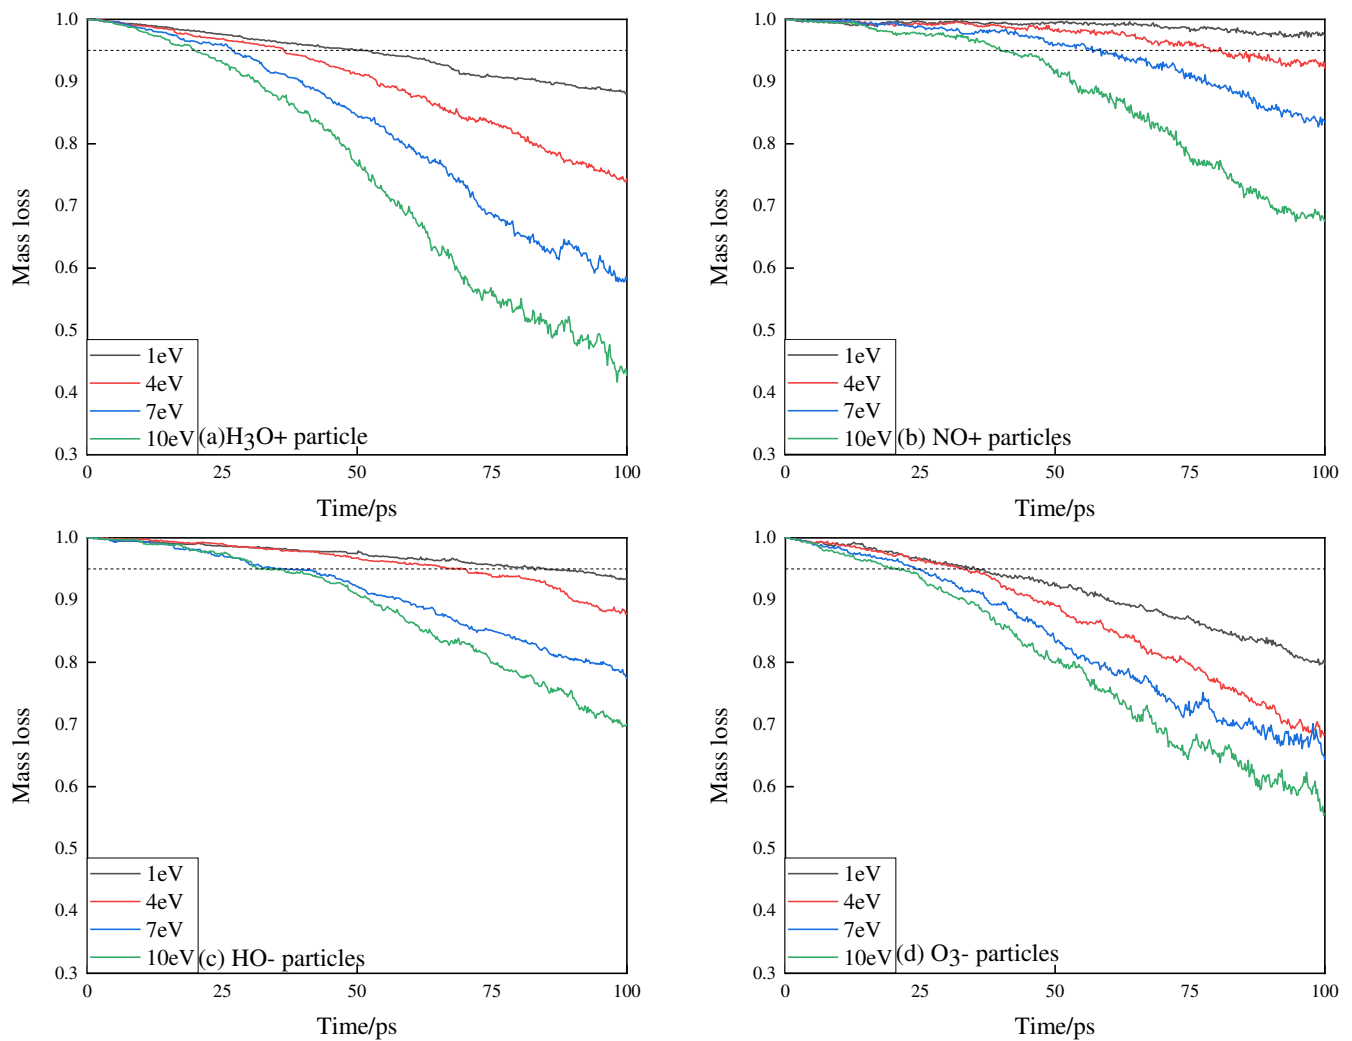 1.0
0.9
0.8
0.7
0.6
0.5
0.4
0.3
Mass loss
1eV
4eV
7eV
10eV
(a)H3O+ particle
0 25 50 75 100
Time/ps
1.0
0.9
0.8
0.7
0.6
0.5
0.4
0.3
Mass loss
1eV
4eV
7eV
10eV
(b) NO+ particles
0 25 50 75 100
Time/ps
1.0
0.9
0.8
0.7
0.6
0.5
0.4
0.3
Mass loss
1eV
4eV
7eV
10eV
(c) HO- particles
0 25 50 75 100
Time/ps
1.0
0.9
0.8
0.7
0.6
0.5
0.4
0.3
Mass loss
1eV
4eV
7eV
10eV
(d) O3- particles
0 25 50 75 100
Time/ps